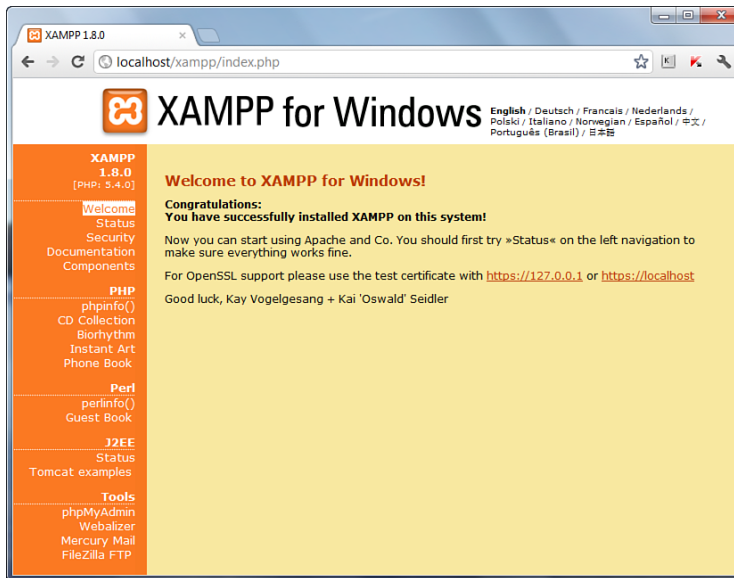 XAMPP 1.8.0
localhost/xampp/index.php
XAMPP for Windows
English / Deutsch / Francais / Nederlands /
Polski / Italiano / Norwegian / Español / 中文 /
Português (Brasil) / 日本語
XAMPP
1.8.0
[PHP: 5.4.0]
Welcome
Status
Security
Documentation
Components
PHP
phpinfo()
CD Collection
Biorhythm
Instant Art
Phone Book
Perl
perlinfo()
Guest Book
J2EE
Status
Tomcat examples
Tools
phpMyAdmin
Webalizer
Mercury Mail
FileZilla FTP
Welcome to XAMPP for Windows!
Congratulations:
You have successfully installed XAMPP on this system!
Now you can start using Apache and Co. You should first try »Status« on the left navigation to
make sure everything works fine.
For OpenSSL support please use the test certificate with https://127.0.0.1 or https://localhost
Good luck, Kay Vogelgesang + Kai 'Oswald' Seidler